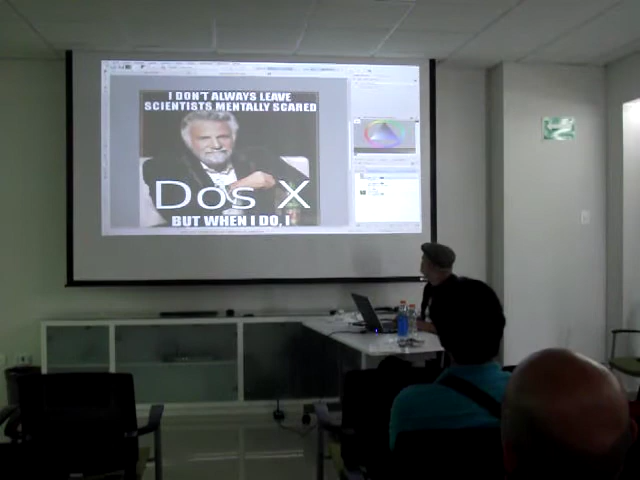 I DON'T ALWAYS LEAVE
SCIENTISTS MENTALLY SCARED
Dos X
BUT WHEN I DO, I